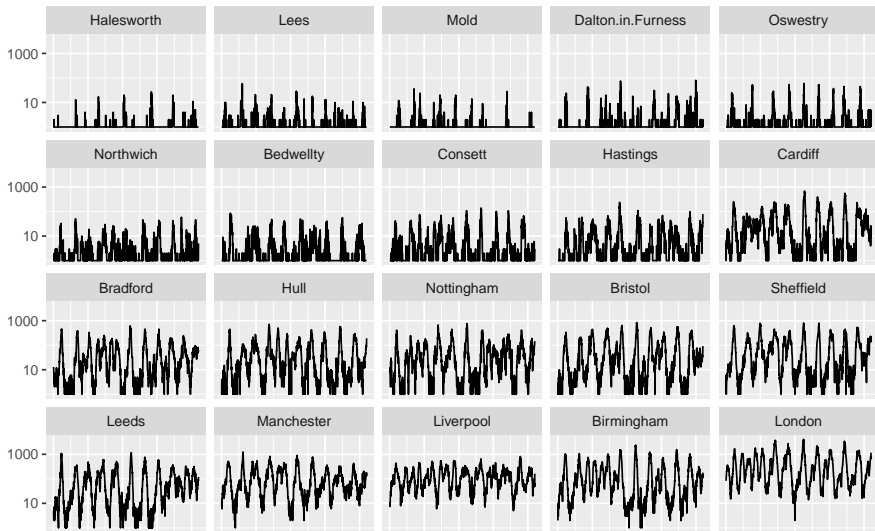 Halesworth Lees Mold Dalton.in.Furness Oswestry
1000
10
Northwich Bedwellty Consett Hastings Cardiff
1000
10
Bradford Hull Nottingham Bristol Sheffield
1000
10
Leeds Manchester Liverpool Birmingham London
1000
10